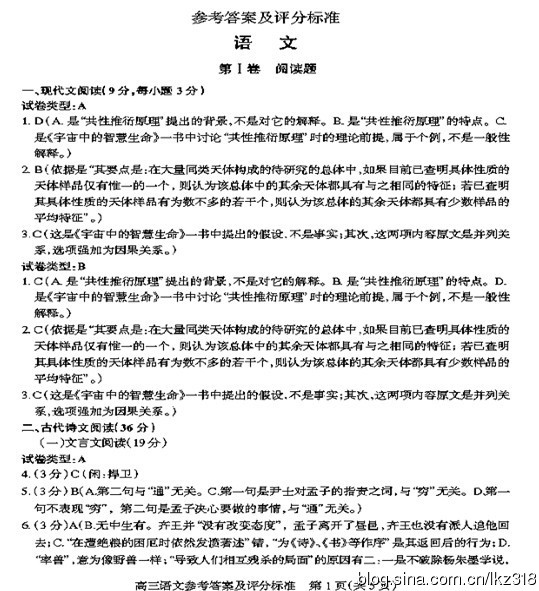 参考答案及评分标准
语 文
第Ⅰ卷 阅读题
一、现代文阅读(9分,每小题3分)
试卷类型:A
1. D(A. 是“共性推衍原理”提出的背景,不是对它的解释。B. 是“共性推衍原理”的特点。C.
是《宇宙中的智慧生命》一书中讨论“共性推衍原理”时的理论前提,属于个例,不是一般性
解释。)
2. B(依据是“其要点是:在大量同类天体构成的待研究的总体中,如果目前已查明具体性质的
天体样品仅有惟一的一个,则认为该总体中的其余天体都具有与之相同的特征;若已查明
其具体性质的天体样品有为数不多的若干个,则认为该总体的其余天体都具有少数样品的
平均特征”。)
3. C(这是《宇宙中的智慧生命》一书中提出的假设,不是事实;其次,这两项内容原文是并列关
系,选项强加为因果关系。)
试卷类型:B
1. C(A. 是“共性推衍原理”提出的背景,不是对它的解释。B. 是“共性推衍原理”的特点。D.
是《宇宙中的智慧生命》一书中讨论“共性推衍原理”时的理论前提,属于个例,不是一般性
解释。)
2. C(依据是“其要点是:在大量同类天体构成的待研究的总体中,如果目前已查明具体性质的
天体样品仅有惟一的一个,则认为该总体中的其余天体都具有与之相同的特征;若已查明
其具体性质的天体样品有为数不多的若干个,则认为该总体的其余天体都具有少数样品的
平均特征”。)
3. C(这是《宇宙中的智慧生命》一书中提出的假设,不是事实;其次,这两项内容原文是并列关
系,选项强加为因果关系。)
二、古代诗文阅读(36分)
(一)文言文阅读(19分)
试卷类型:A
4. (3分)C(闲:捍卫)
5. (3分)B(A.第二句与“通”无关。C.第一句是尹士对孟子的指责之词,与“穷”无关。D.第一
句不表现“穷”,第二句是孟子决心要做的事情,与“通”无关。)
6. (3分)A(B.无中生有。齐王并“没有改变态度”,孟子离开了昼邑,齐王也没有派人追他回
去;C.“在遭绝粮的困厄时依然发愤著述”错,“为《诗》、《书》等作序”是其返回后的行为;D.
“率兽”,意为像野兽一样;“导致人们相互残杀的局面”的原因有二:一是不破除杨朱墨学说,
高三语文参考答案及评分标准 第1页(共5页)
blog.sina.com.cn/lkz318